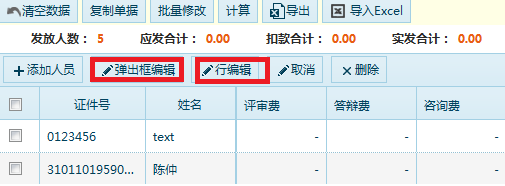 清空数据 复制单据 批量修改 计算 导出 导入Excel
发放人数： 5 应发合计： 0.00 扣款合计： 0.00 实发合计： 0.00
添加人员 弹出框编辑 行编辑 取消 删除
证件号 姓名 评审费 答辩费 咨询费
0123456 text - - -
31011019590... 陈仲 - - -